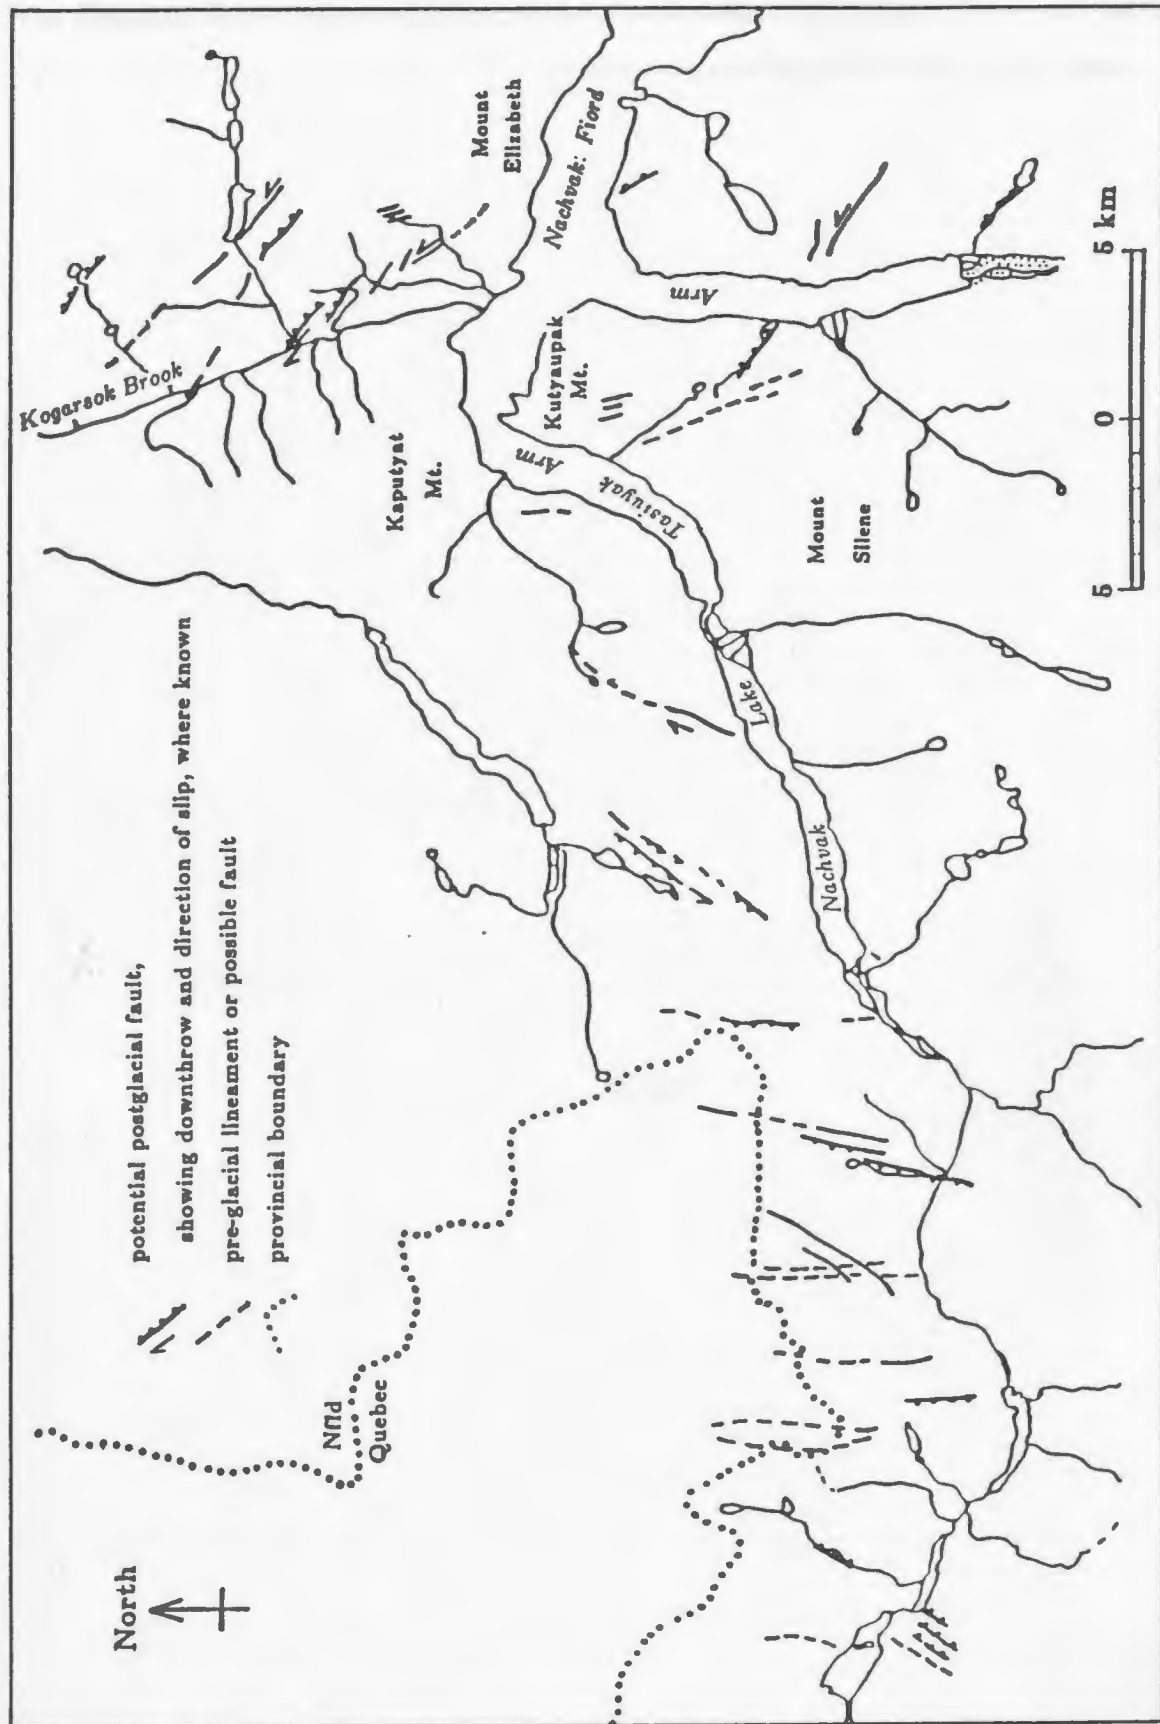 North
potential postglacial fault,
showing downthrow and direction of slip, where known
pre-glacial lineament or possible fault
provincial boundary
Nfld
Quebec
Kogarsok Brook
Mount
Elizabeth
Nachvak: Fiord
Kaputyat
Mt.
Kutyaupak
Mt.
Arm
Tasiuyak
Arm
Mount
Silene
Nachvak
Lake
5
0
5 km